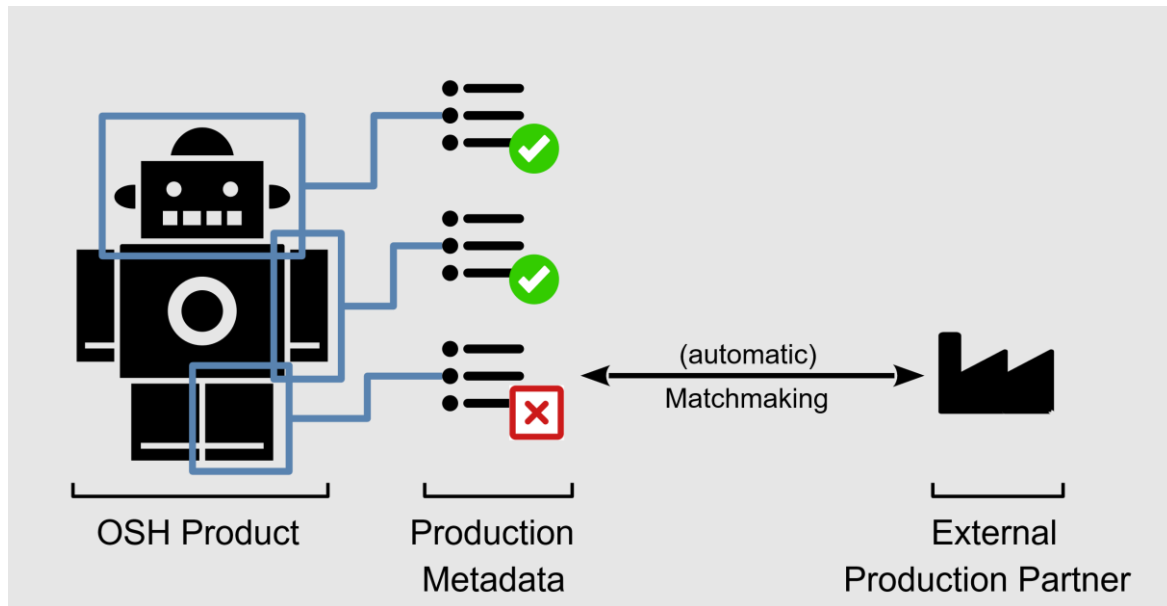 (automatic)
Matchmaking
OSH Product
Production
Metadata
External
Production Partner